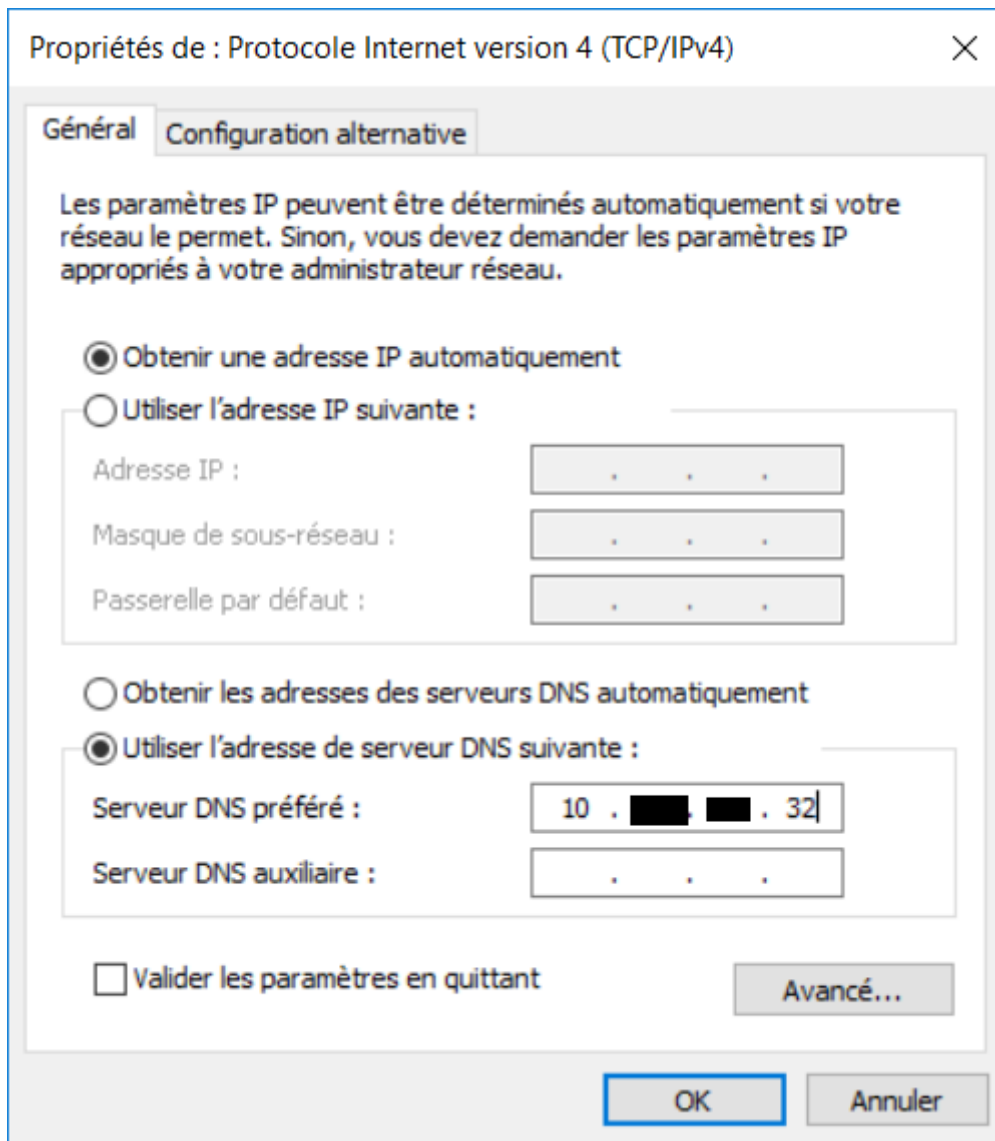 Propriétés de : Protocole Internet version 4 (TCP/IPv4)
Général
Configuration alternative
Les paramètres IP peuvent être déterminés automatiquement si votre
réseau le permet. Sinon, vous devez demander les paramètres IP
appropriés à votre administrateur réseau.
Obtenir une adresse IP automatiquement
Utiliser l'adresse IP suivante :
Adresse IP :
Masque de sous-réseau :
Passerelle par défaut :
Obtenir les adresses des serveurs DNS automatiquement
Utiliser l'adresse de serveur DNS suivante :
Serveur DNS préféré : 10 . . . 32
Serveur DNS auxiliaire :
Valider les paramètres en quittant
Avancé...
OK
Annuler